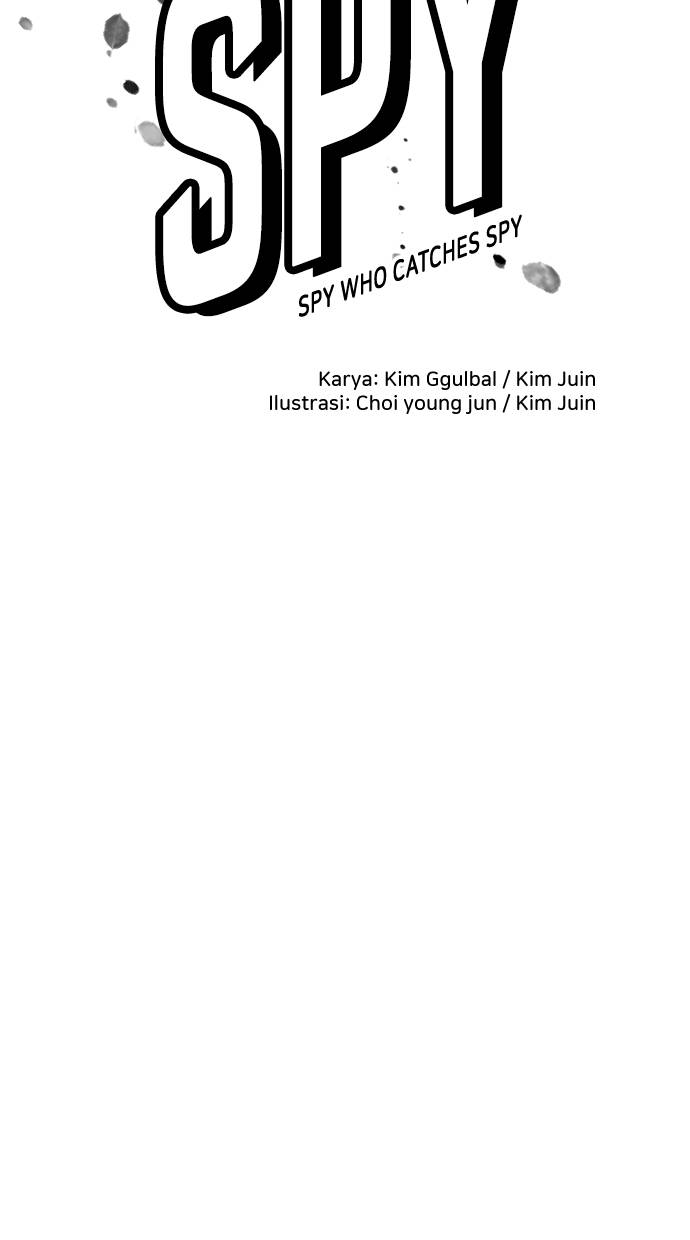 SPY
SPY WHO CATCHES SPY
Karya: Kim Ggulbal / Kim Juin
Ilustrasi: Choi young jun / Kim Juin